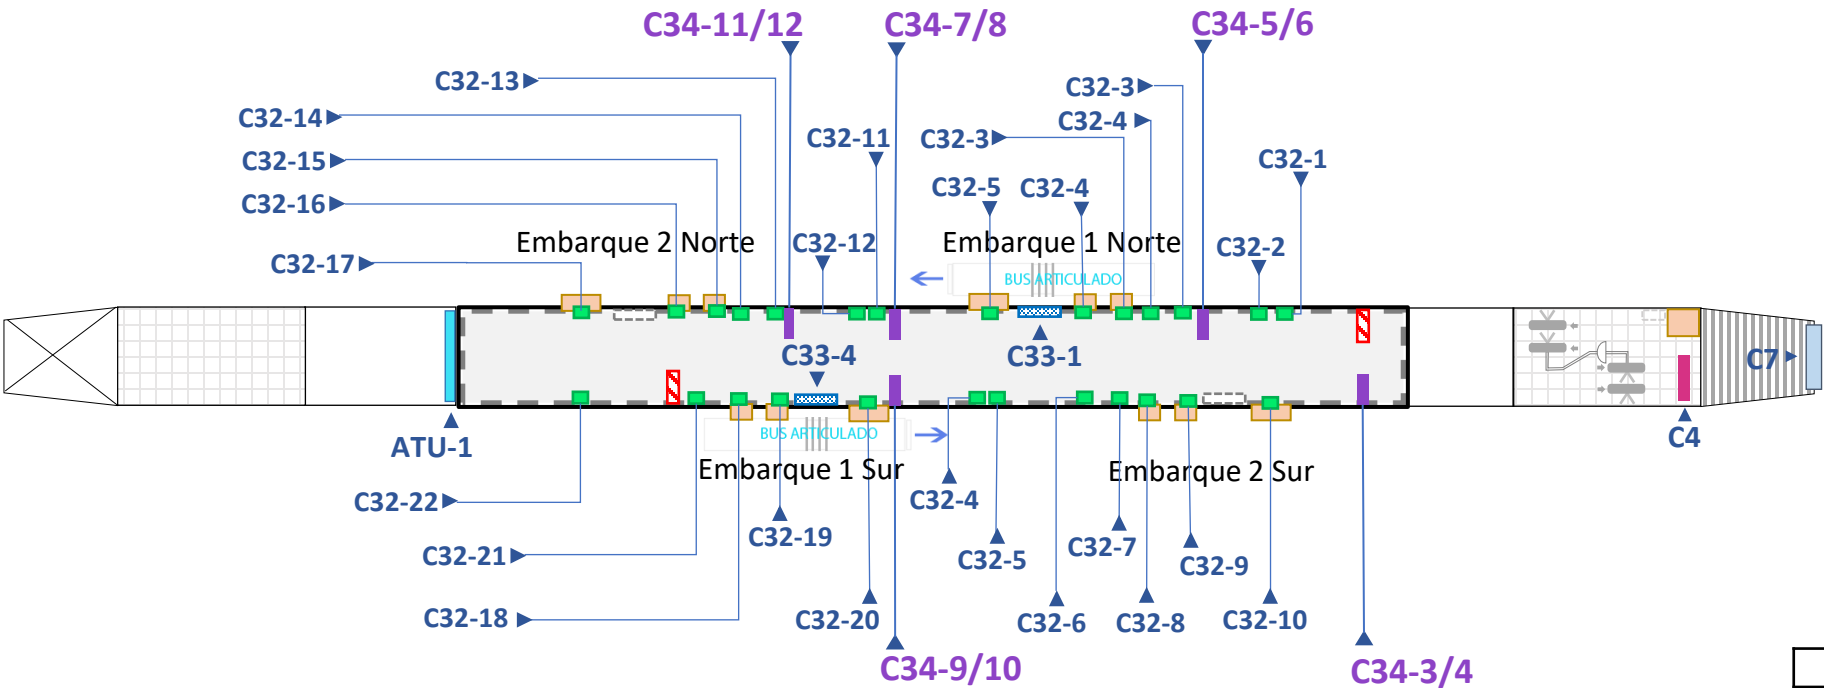 C34-11/12
C34-7/8
C34-5/6
C32-13
C32-3
C32-14
C32-4
C32-11
C32-3
C32-15
C32-1
C32-5
C32-4
C32-16
Embarque 2 Norte
C32-12
Embarque 1 Norte
C32-2
C32-17
BUS ARTICULADO
C33-4
C33-1
C7
ATU-1
BUS ARTICULADO
C4
Embarque 1 Sur
Embarque 2 Sur
C32-22
C32-4
C32-19
C32-21
C32-5
C32-7
C32-9
C32-18
C32-20
C32-6
C32-8
C32-10
C34-9/10
C34-3/4